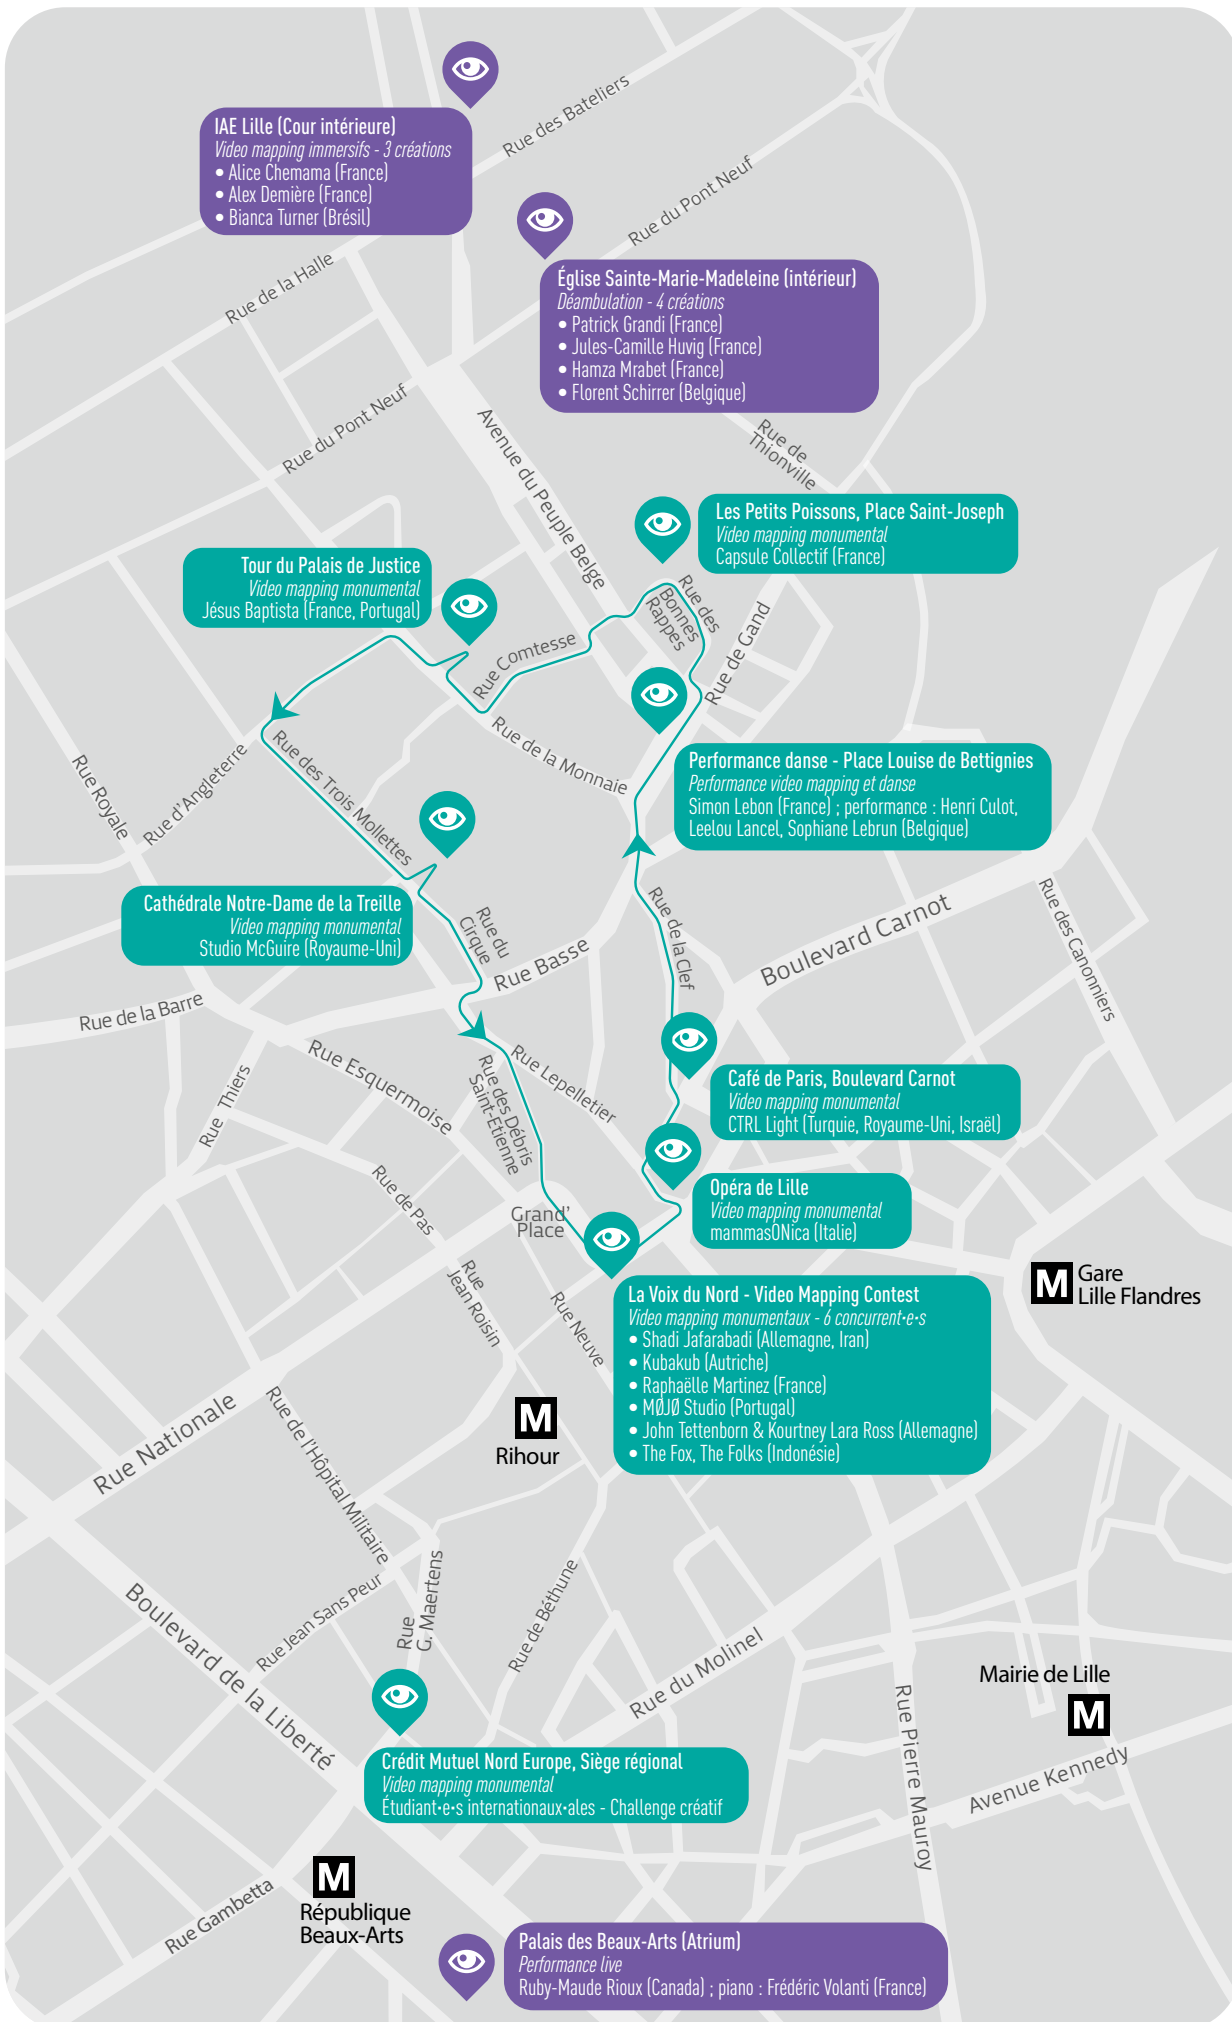 Rue des Bateliers
IAE Lille (Cour intérieure)
Video mapping immersifs - 3 créations
• Alice Chemama (France)
• Alex Demière (France)
• Bianca Turner (Brésil)
Rue du Pont Neuf
Rue de la Halle
Église Sainte-Marie-Madeleine (intérieur)
Déambulation - 4 créations
• Patrick Grandi (France)
• Jules-Camille Huvig (France)
• Hamza Mrabet (France)
• Florent Schirrer (Belgique)
Rue du Pont Neuf
Avenue du Peuple Belge
Rue de
Thionville
Les Petits Poissons, Place Saint-Joseph
Video mapping monumental
Capsule Collectif (France)
Tour du Palais de Justice
Video mapping monumental
Jésus Baptista (France, Portugal)
Rue des
Bonnes
Rappes
Rue Comtesse
Rue de Gand
Rue de la Monnaie
Rue Royale
Rue d'Angleterre
Rue des Trois Mollettes
Performance danse - Place Louise de Bettignies
Performance video mapping et danse
Simon Lebon (France) ; performance : Henri Culot,
Leelou Lancel, Sophiane Lebrun (Belgique)
Cathédrale Notre-Dame de la Treille
Video mapping monumental
Studio McGuire (Royaume-Uni)
Rue du
Cirque
Rue Basse
Rue de la Clef
Boulevard Carnot
Rue des Canonniers
Rue de la Barre
Rue Esquermoise
Rue Thiers
Rue Lepelletier
Rue des Débris
Saint-Etienne
Café de Paris, Boulevard Carnot
Video mapping monumental
CTRL Light (Turquie, Royaume-Uni, Israël)
Rue de Pas
Grand'
Place
Opéra de Lille
Video mapping monumental
mammasONica (Italie)
Rue
Jean Roisin
Rue Neuve
M
Gare
Lille Flandres
La Voix du Nord - Video Mapping Contest
Video mapping monumentaux - 6 concurrent•e•s
• Shadi Jafarabadi (Allemagne, Iran)
• Kubakub (Autriche)
• Raphaëlle Martinez (France)
• MØJØ Studio (Portugal)
• John Tettenborn & Kourtney Lara Ross (Allemagne)
• The Fox, The Folks (Indonésie)
Rue Nationale
Rue de l'Hôpital Militaire
M
Rihour
Boulevard de la Liberté
Rue Jean Sans Peur
Rue
G. Maertens
Rue de Béthune
Rue du Molinel
Rue Pierre Mauroy
Mairie de Lille
M
Avenue Kennedy
Crédit Mutuel Nord Europe, Siège régional
Video mapping monumental
Étudiant•e•s internationaux•ales - Challenge créatif
Rue Gambetta
M
République
Beaux-Arts
Palais des Beaux-Arts (Atrium)
Performance live
Ruby-Maude Rioux (Canada) ; piano : Frédéric Volanti (France)